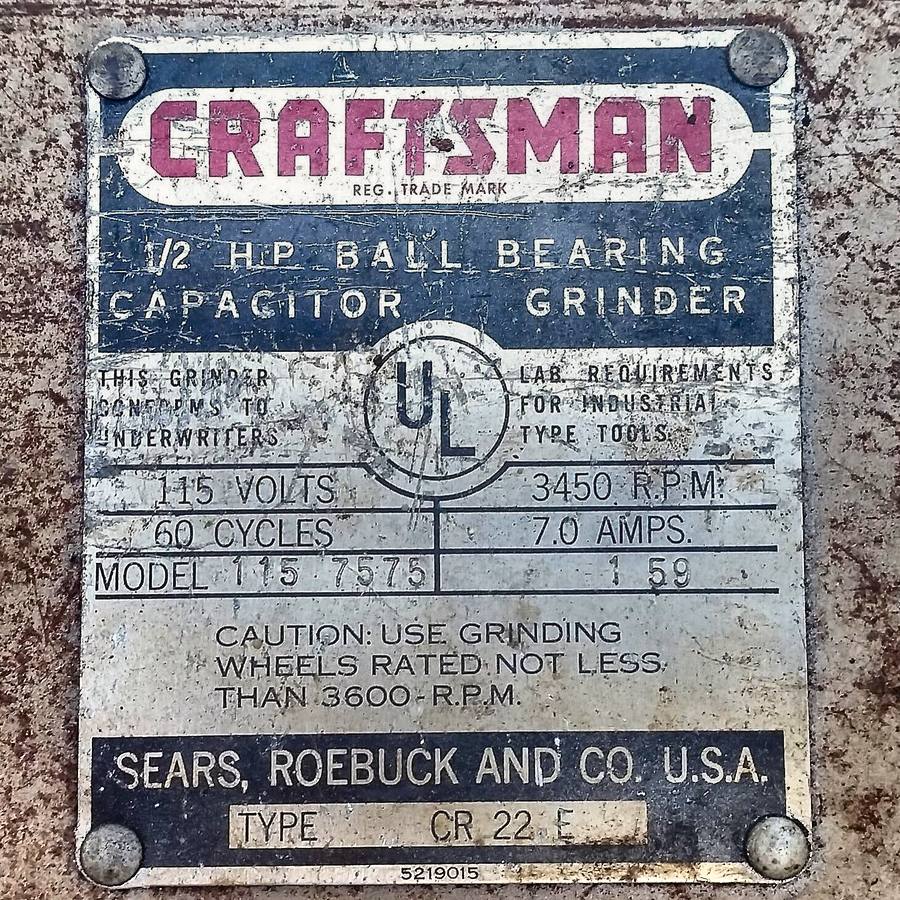 CRAFTSMAN
REG. TRADE MARK
1/2 H.P BALL BEARING
CAPACITOR GRINDER
THIS GRINDER
CONFORMS TO
UNDERWRITERS
UL
LAB. REQUIREMENTS
FOR INDUSTRIAL
TYPE TOOLS.
115 VOLTS 3450 R.P.M.
60 CYCLES 7.0 AMPS.
MODEL 115 7575 1 59
CAUTION: USE GRINDING
WHEELS RATED NOT LESS
THAN 3600-R.P.M.
SEARS, ROEBUCK AND CO. U.S.A.
TYPE CR 22 E
5219015